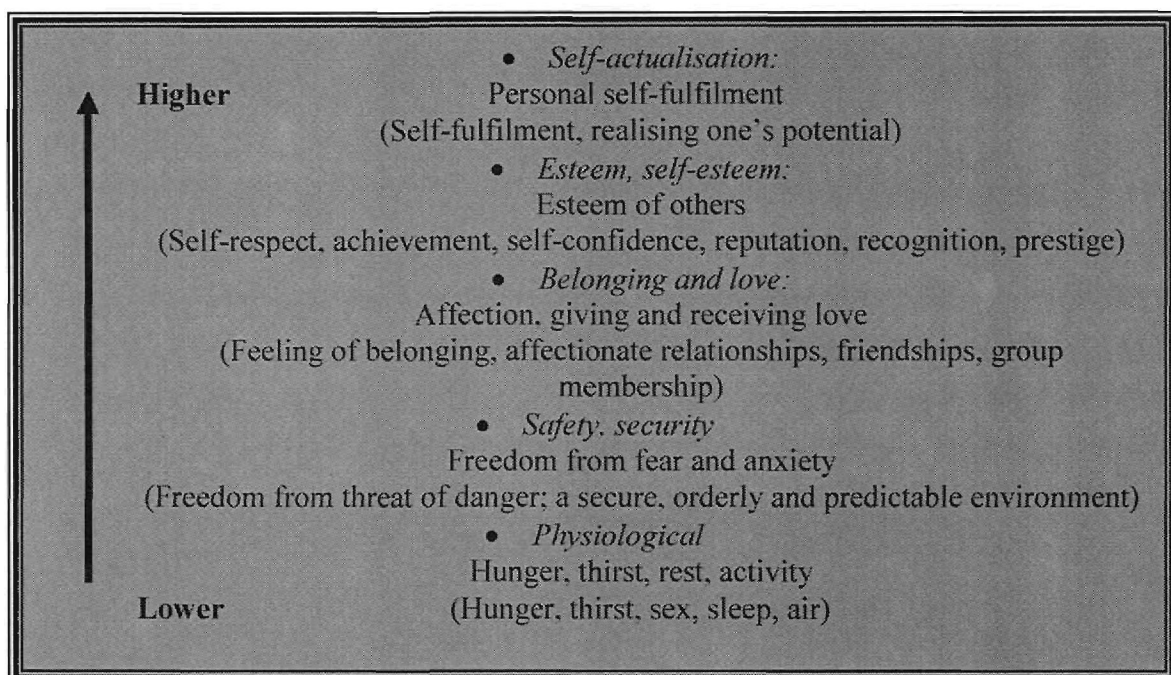 • Self-actualisation:
Higher Personal self-fulfilment
(Self-fulfilment, realising one's potential)
• Esteem, self-esteem:
Esteem of others
(Self-respect, achievement, self-confidence, reputation, recognition, prestige)
• Belonging and love:
Affection, giving and receiving love
(Feeling of belonging, affectionate relationships, friendships, group
membership)
• Safety, security
Freedom from fear and anxiety
(Freedom from threat of danger; a secure, orderly and predictable environment)
• Physiological
Hunger, thirst, rest, activity
Lower (Hunger, thirst, sex, sleep, air)